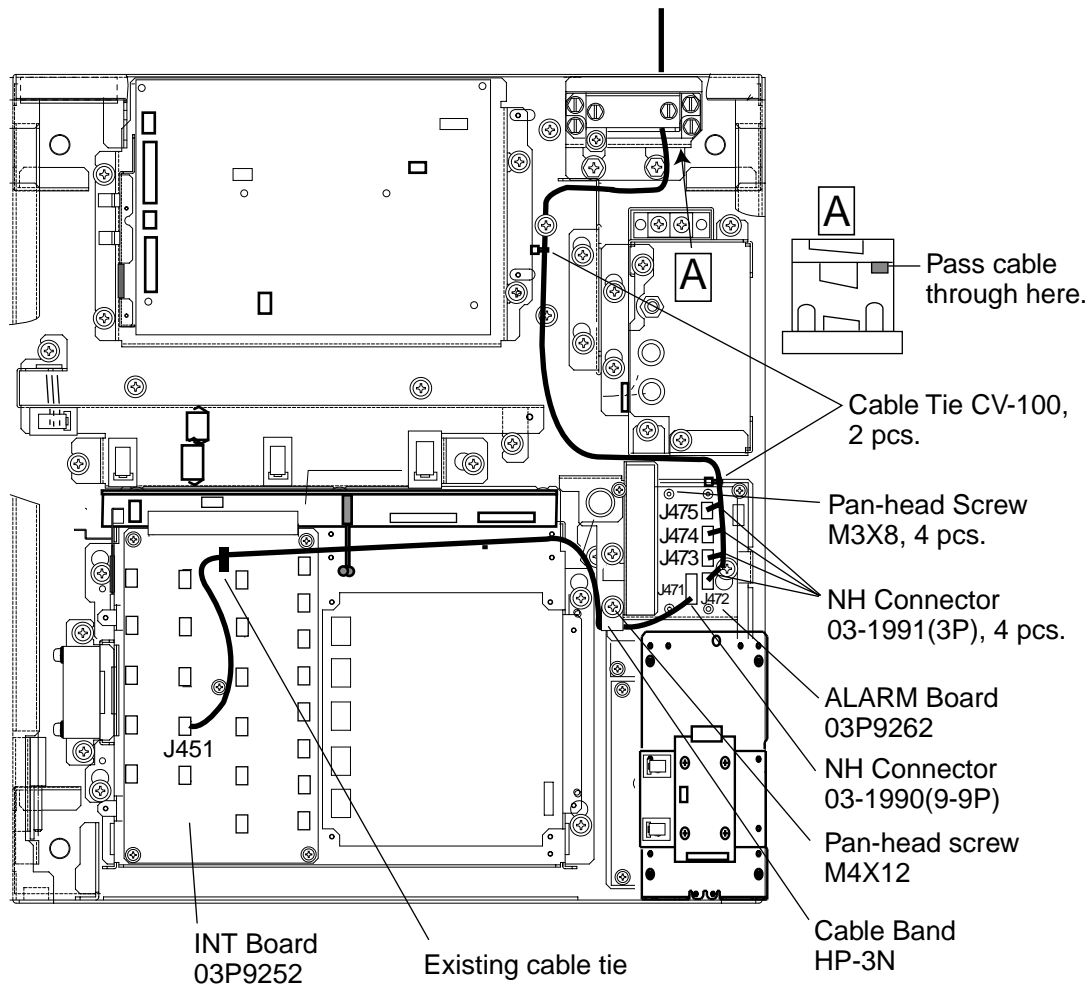 A
A
Pass cable
through here.
Cable Tie CV-100,
2 pcs.
Pan-head Screw
M3X8, 4 pcs.
J475
J474
J473
J471
J472
NH Connector
03-1991(3P), 4 pcs.
ALARM Board
03P9262
J451
NH Connector
03-1990(9-9P)
Pan-head screw
M4X12
Cable Band
HP-3N
INT Board
03P9252
Existing cable tie